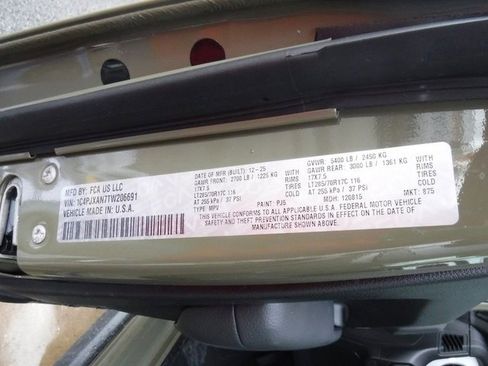 MFD BY: FCA US LLC
VIN: 1C4PJXAN7TW206691
VEHICLE MADE IN: U.S.A.
DATE OF MFR (BUILT): 12-25
GAWR FRONT: 2700 LB / 1225 KG
WITH
17X7.5
RIMS
LT285/70R17C 116
TIRES
AT 255 kPa / 37 PSI
COLD
TYPE: MPV
PAINT: PJ5
GVWR: 5400 LB / 2450 KG
GAWR REAR: 3000 LB / 1361 KG
WITH
17X7.5
RIMS
LT285/70R17C 116
TIRES
AT 255 kPa / 37 PSI
COLD
MDH: 120815
MKT: 875
THIS VEHICLE CONFORMS TO ALL APPLICABLE U.S.A. FEDERAL MOTOR VEHICLE
SAFETY AND THEFT PREVENTION STANDARDS IN EFFECT ON THE DATE
OF MANUFACTURE SHOWN ABOVE.